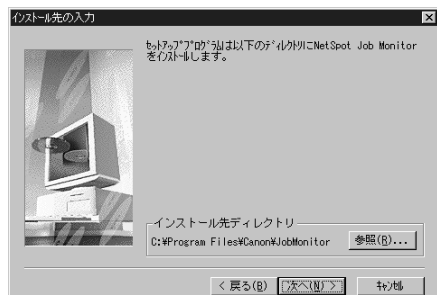 インストール先の入力
ｾｯﾄｱｯﾌﾟﾌﾟﾛｸﾞﾗﾑは以下のﾃﾞｨﾚｸﾄﾘにNetSpot Job Monitor
をｲﾝｽﾄｰﾙします。
インストール先ディレクトリ
C:¥Program Files¥Canon¥JobMonitor
参照(R)...
< 戻る(B)
次へ(N) >
ｷｬﾝｾﾙ